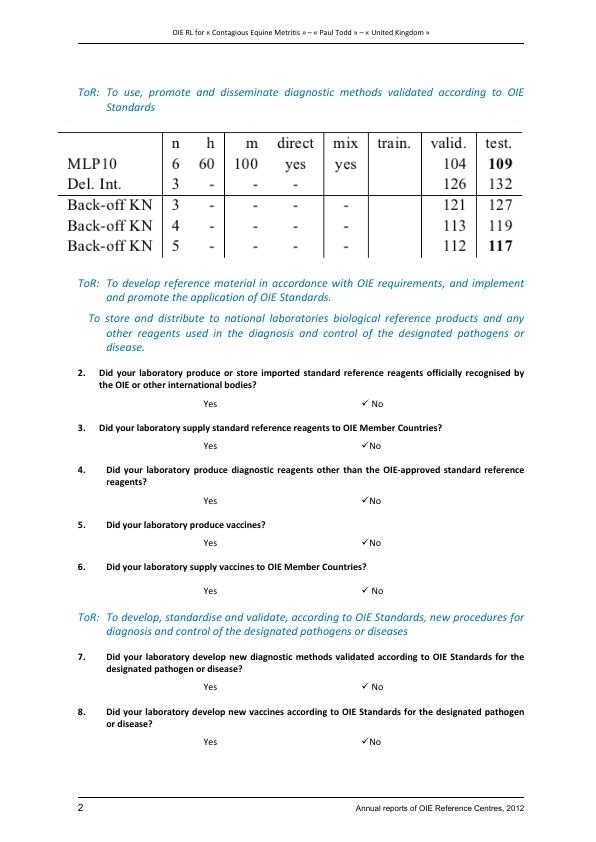 OIE RL for « Contagious Equine Metritis » – « Paul Todd » – « United Kingdom »
ToR: To use, promote and disseminate diagnostic methods validated according to OIE
Standards
n h m direct mix train. valid. test.
MLP10 6 60 100 yes yes 104 109
Del. Int. 3 - - - 126 132
Back-off KN 3 - - - - 121 127
Back-off KN 4 - - - - 113 119
Back-off KN 5 - - - - 112 117
ToR: To develop reference material in accordance with OIE requirements, and implement
and promote the application of OIE Standards.
To store and distribute to national laboratories biological reference products and any
other reagents used in the diagnosis and control of the designated pathogens or
disease.
2. Did your laboratory produce or store imported standard reference reagents officially recognised by
the OIE or other international bodies?
Yes ✓ No
3. Did your laboratory supply standard reference reagents to OIE Member Countries?
Yes ✓No
4. Did your laboratory produce diagnostic reagents other than the OIE-approved standard reference
reagents?
Yes ✓No
5. Did your laboratory produce vaccines?
Yes ✓No
6. Did your laboratory supply vaccines to OIE Member Countries?
Yes ✓ No
ToR: To develop, standardise and validate, according to OIE Standards, new procedures for
diagnosis and control of the designated pathogens or diseases
7. Did your laboratory develop new diagnostic methods validated according to OIE Standards for the
designated pathogen or disease?
Yes ✓ No
8. Did your laboratory develop new vaccines according to OIE Standards for the designated pathogen
or disease?
Yes ✓No
2 Annual reports of OIE Reference Centres, 2012